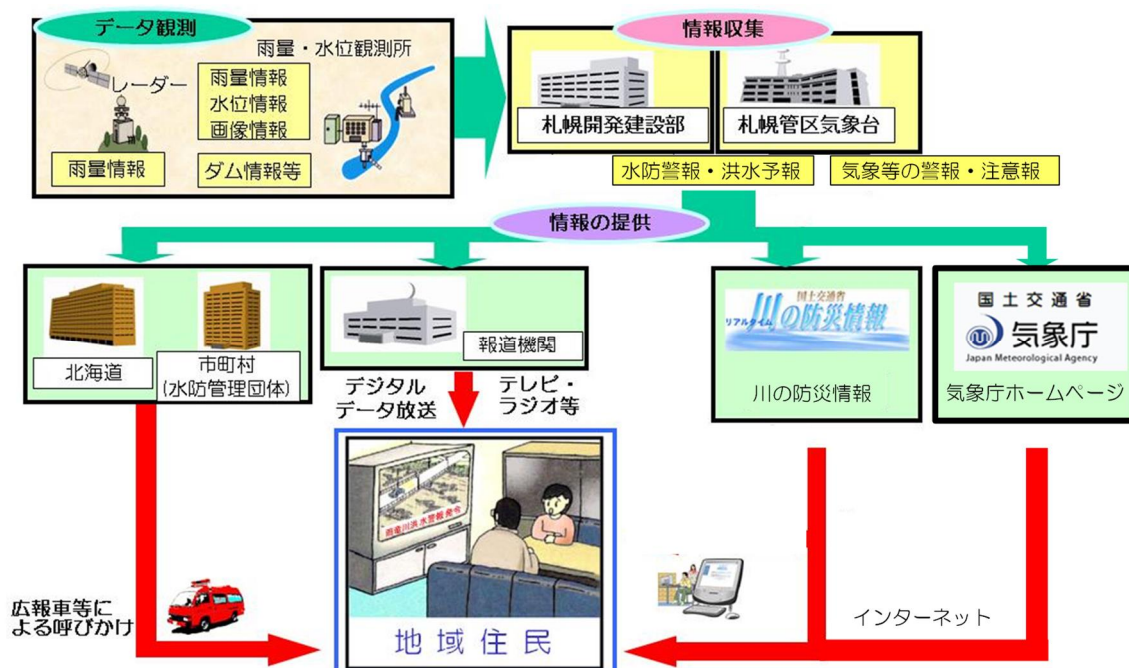 データ観測
レーダー
雨量情報
雨量・水位観測所
雨量情報
水位情報
画像情報
ダム情報等
情報収集
札幌開発建設部
札幌管区気象台
水防警報・洪水予報
気象等の警報・注意報
情報の提供
北海道
市町村
(水防管理団体)
報道機関
国土交通省
リアルタイム 川の防災情報
川の防災情報
国土交通省
気象庁
Japan Meteorological Agency
気象庁ホームページ
デジタル
データ放送
テレビ・
ラジオ等
雨竜川洪水警報発令
地域住民
広報車等に
よる呼びかけ
インターネット